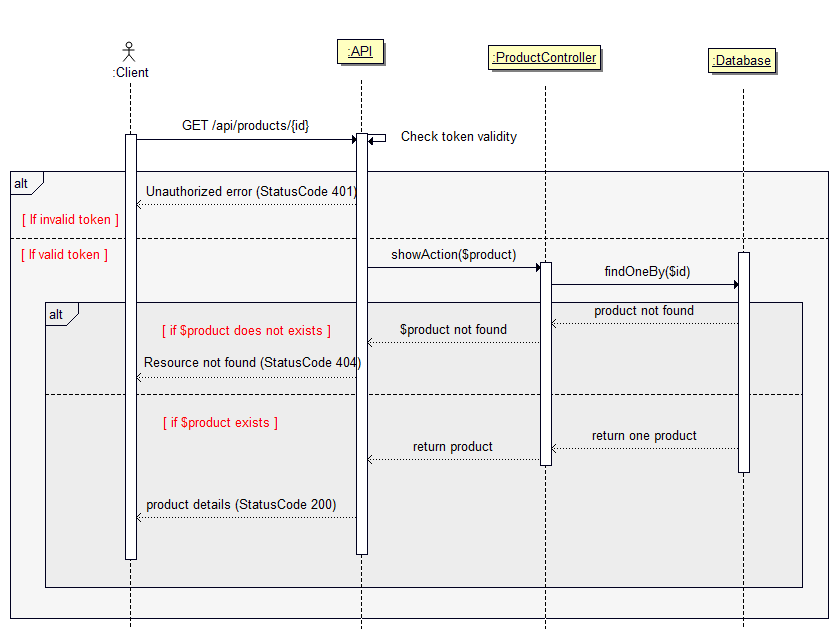 :Client
:API
:ProductController
:Database
GET /api/products/{id}
Check token validity
alt
Unauthorized error (StatusCode 401)
[ If invalid token ]
[ If valid token ]
showAction($product)
findOneBy($id)
alt
product not found
[ if $product does not exists ]
$product not found
Resource not found (StatusCode 404)
[ if $product exists ]
return one product
return product
product details (StatusCode 200)